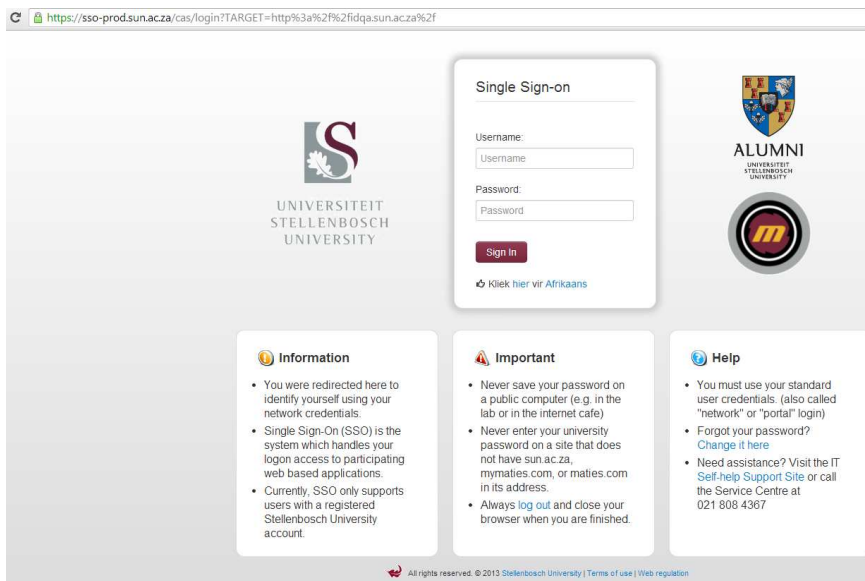 https://sso-prod.sun.ac.za/cas/login?TARGET=http%3a%2f%2fidqa.sun.ac.za%2f
UNIVERSITEIT
STELLENBOSCH
UNIVERSITY
Single Sign-on
Username:
Username
Password:
Password
Sign In
Kliek hier vir Afrikaans
ALUMNI
UNIVERSITEIT
STELLENBOSCH
UNIVERSITY
m
Information
• You were redirected here to
identify yourself using your
network credentials.
• Single Sign-On (SSO) is the
system which handles your
logon access to participating
web based applications.
• Currently, SSO only supports
users with a registered
Stellenbosch University
account.
Important
• Never save your password on
a public computer (e.g. in the
lab or in the internet cafe)
• Never enter your university
password on a site that does
not have sun.ac.za,
mymaties.com, or maties.com
in its address.
• Always log out and close your
browser when you are finished.
Help
• You must use your standard
user credentials. (also called
"network" or "portal" login)
• Forgot your password?
Change it here
• Need assistance? Visit the IT
Self-help Support Site or call
the Service Centre at
021 808 4367
All rights reserved. © 2013 Stellenbosch University | Terms of use | Web regulation